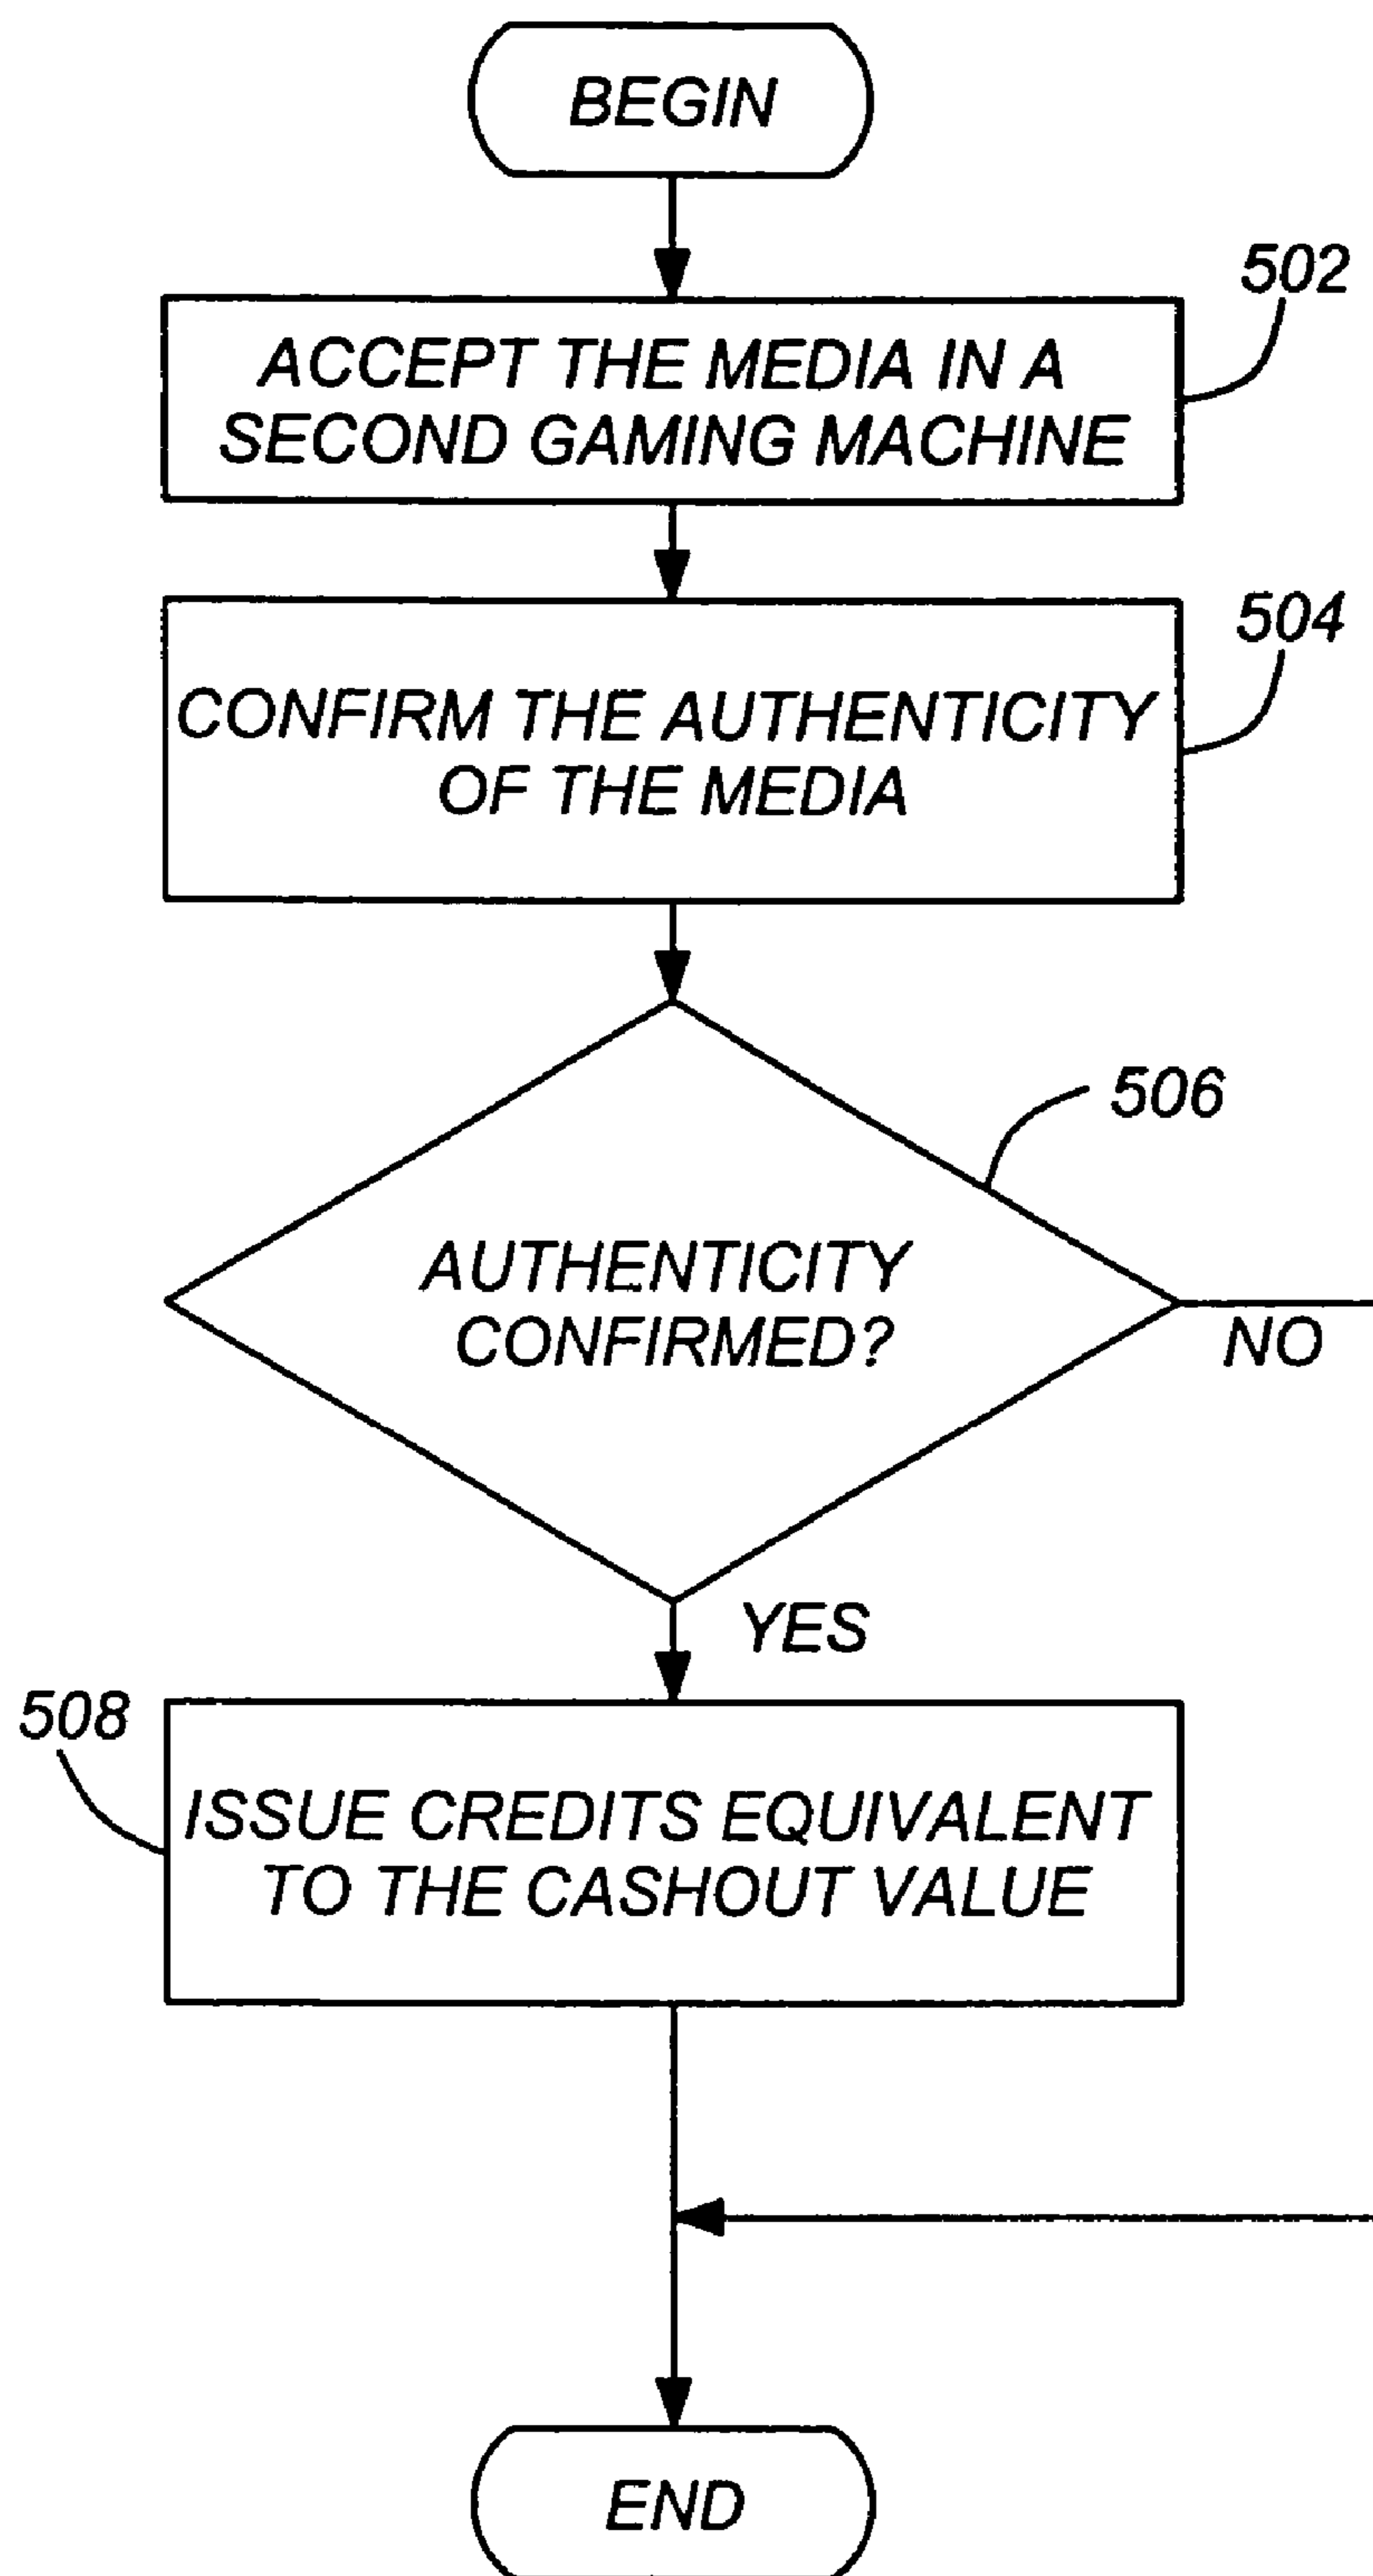 BEGIN
502
ACCEPT THE MEDIA IN A
SECOND GAMING MACHINE
504
CONFIRM THE AUTHENTICITY
OF THE MEDIA
506
AUTHENTICITY
CONFIRMED?
NO
YES
508
ISSUE CREDITS EQUIVALENT
TO THE CASHOUT VALUE
END